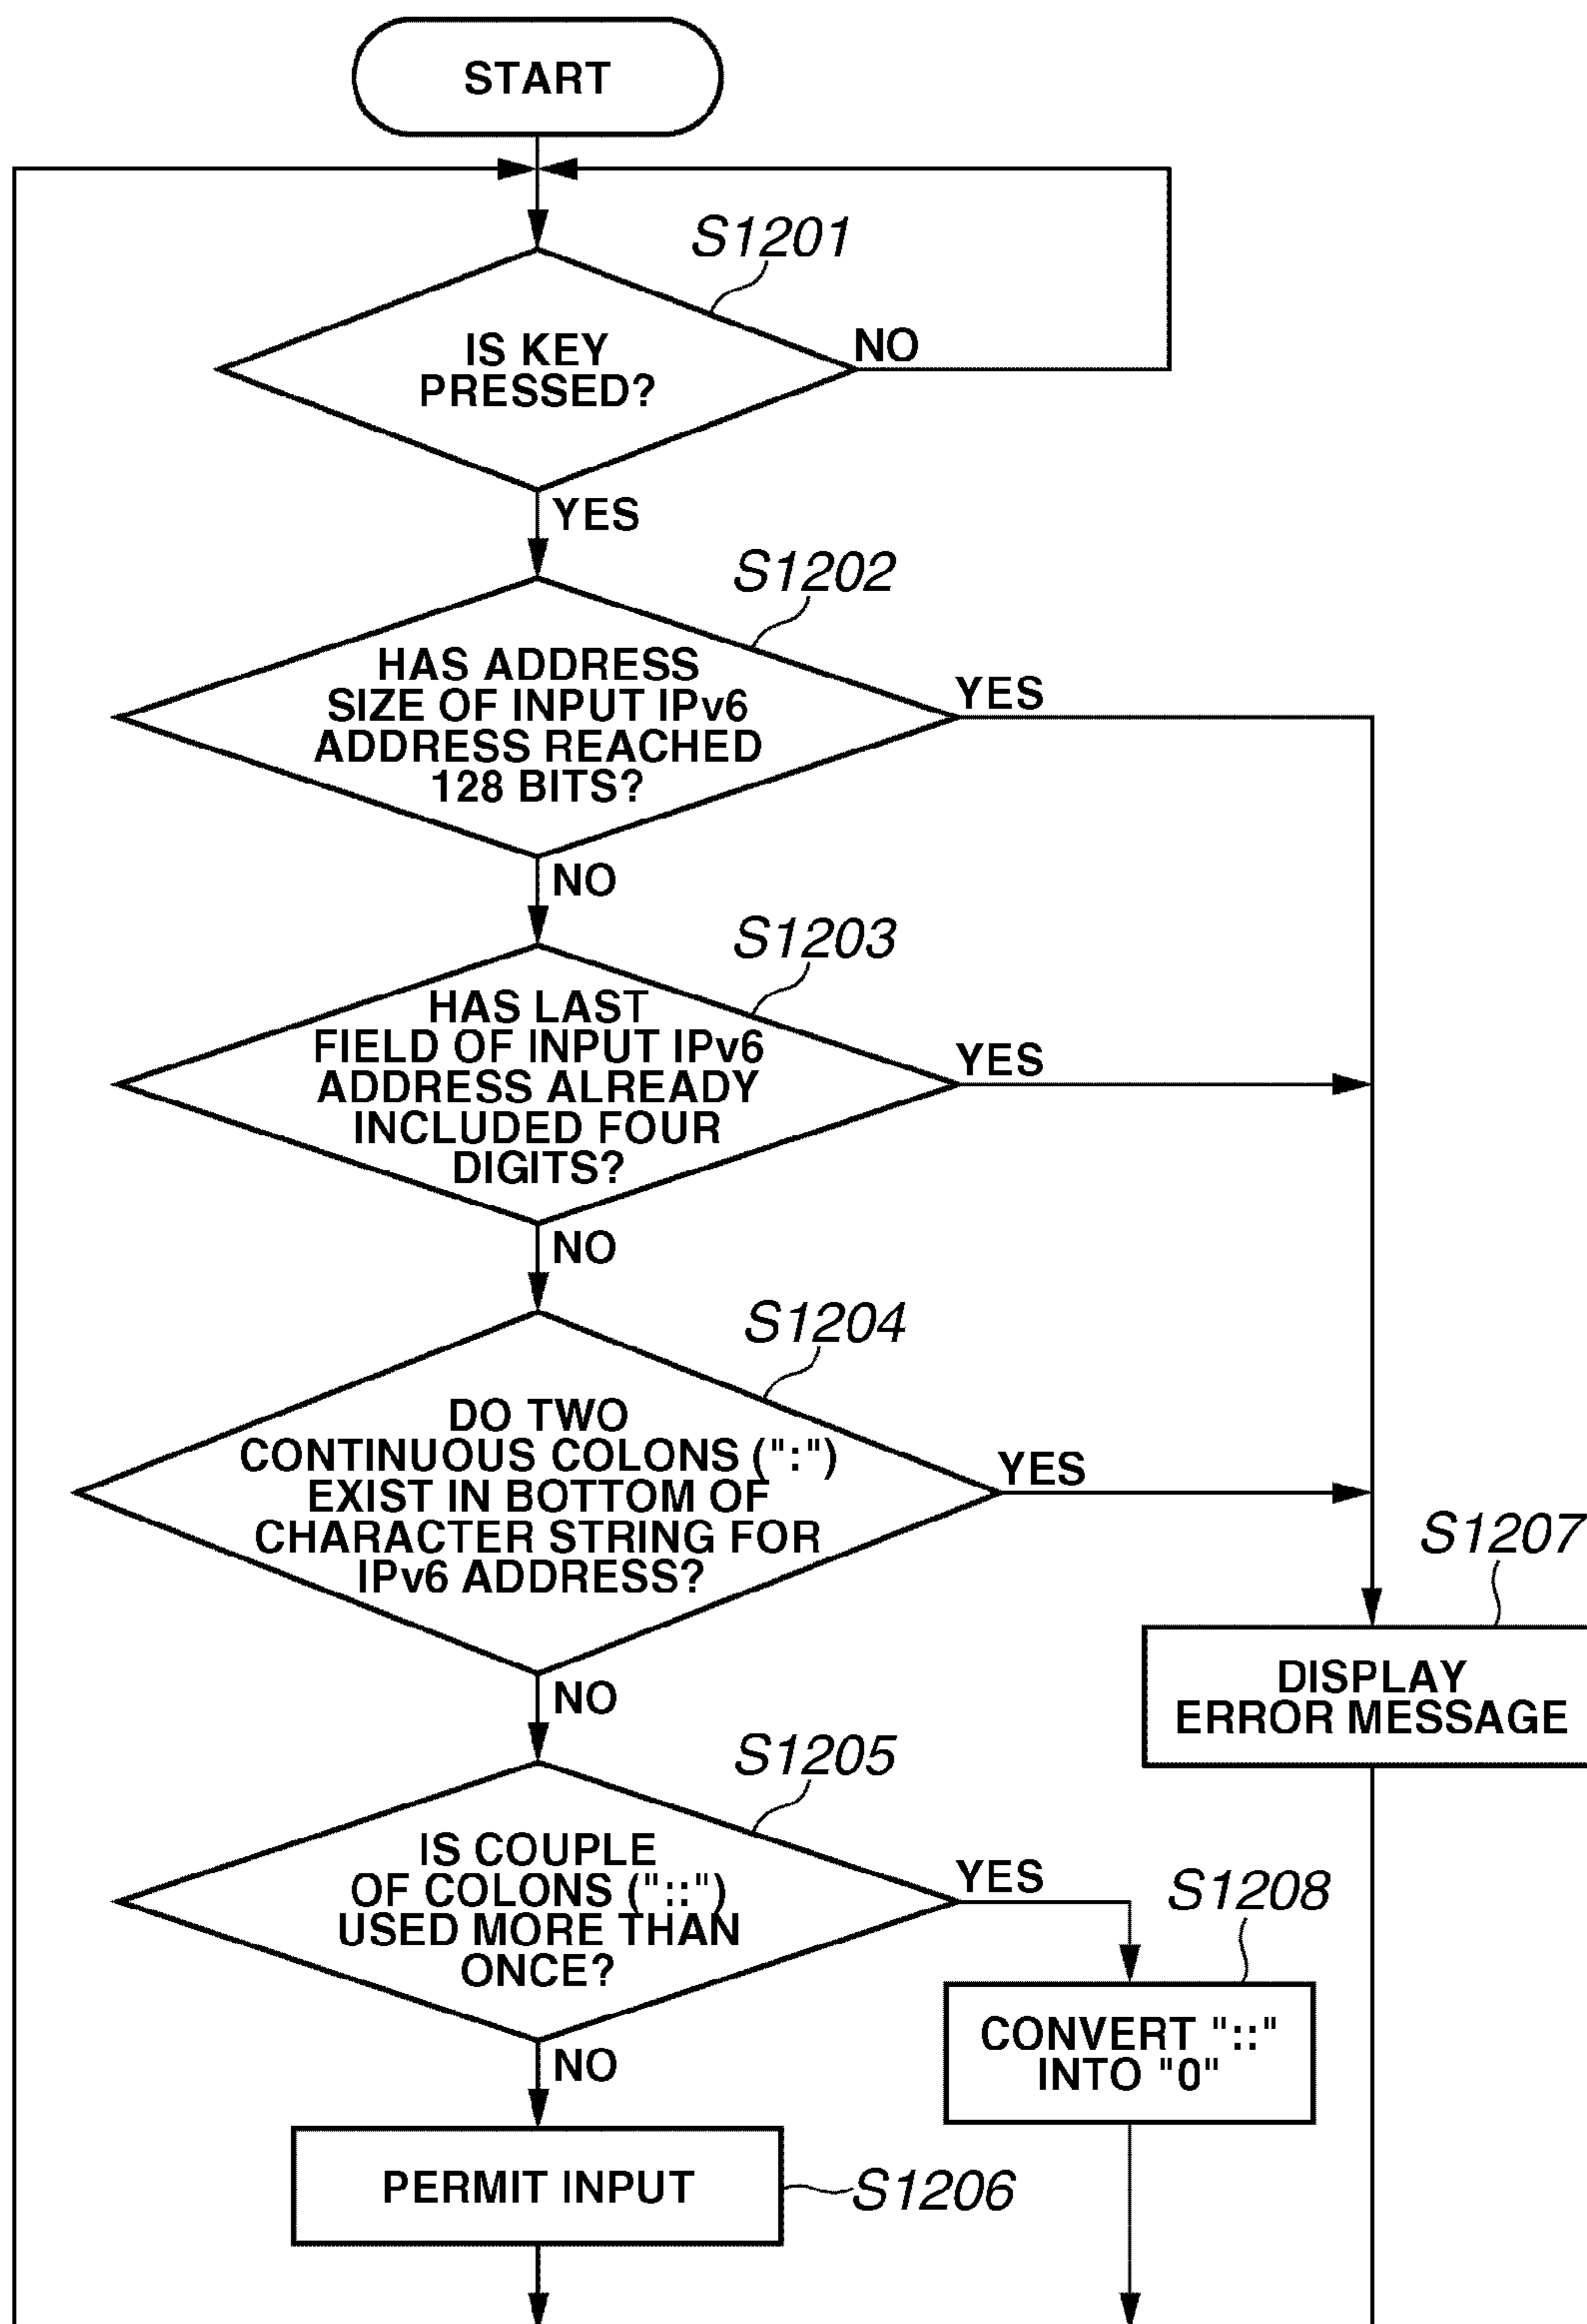 START
S1201
IS KEY
PRESSED?
NO
YES
S1202
HAS ADDRESS
SIZE OF INPUT IPv6
ADDRESS REACHED
128 BITS?
YES
NO
S1203
HAS LAST
FIELD OF INPUT IPv6
ADDRESS ALREADY
INCLUDED FOUR
DIGITS?
YES
NO
S1204
DO TWO
CONTINUOUS COLONS (":")
EXIST IN BOTTOM OF
CHARACTER STRING FOR
IPv6 ADDRESS?
YES
NO
S1207
DISPLAY
ERROR MESSAGE
S1205
IS COUPLE
OF COLONS ("::")
USED MORE THAN
ONCE?
YES
NO
S1208
CONVERT "::"
INTO "0"
PERMIT INPUT
S1206